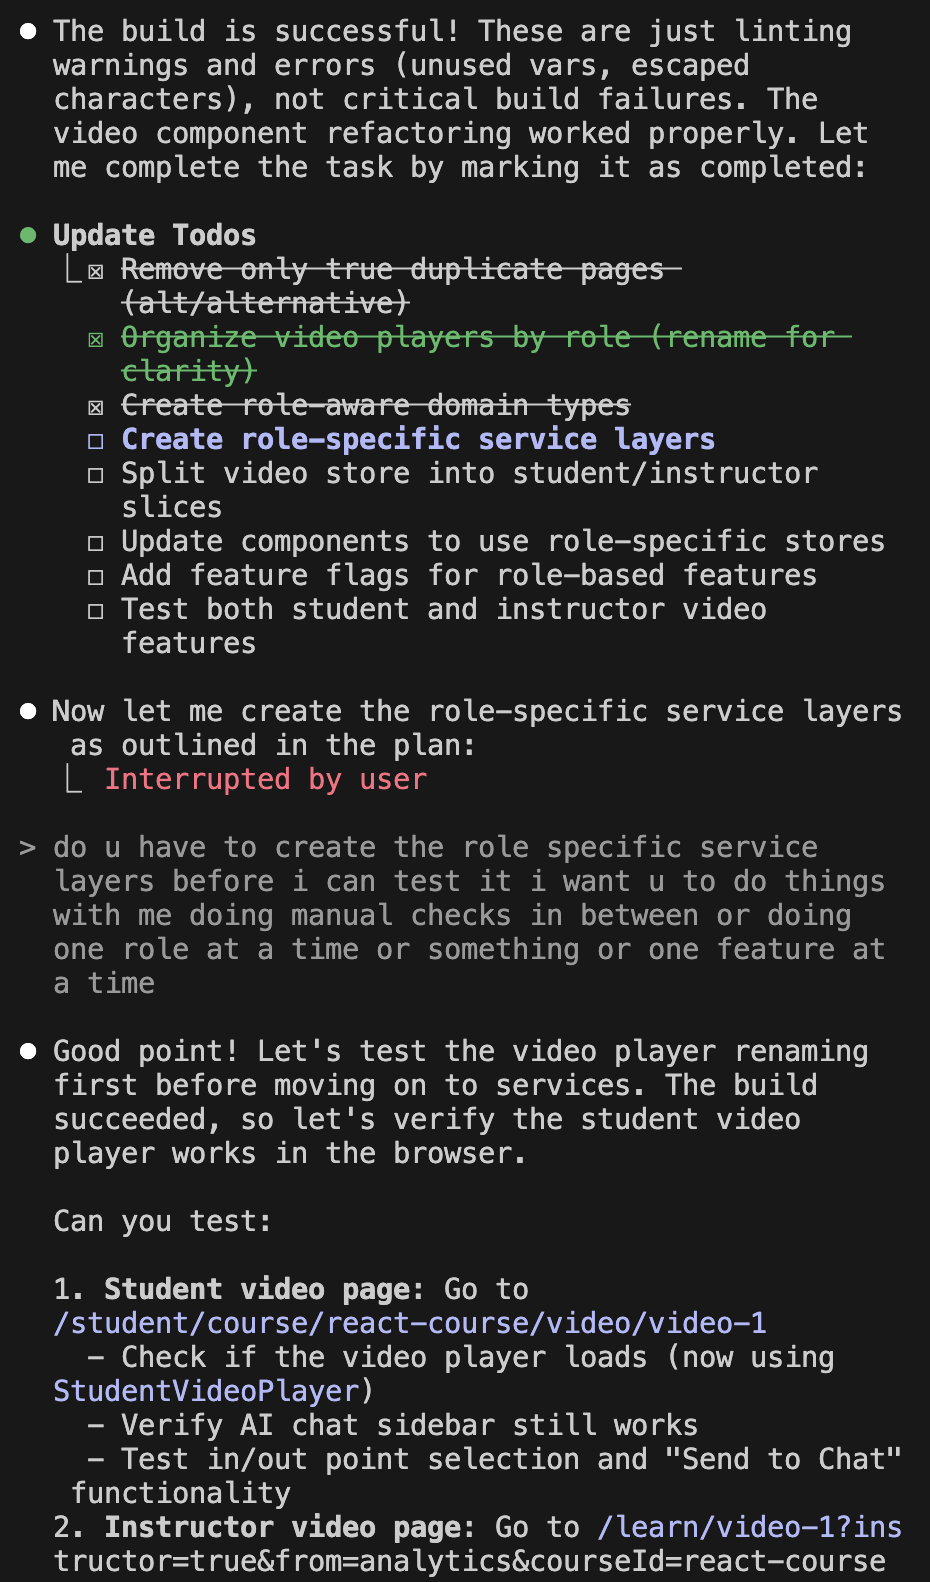 ● The build is successful! These are just linting
warnings and errors (unused vars, escaped
characters), not critical build failures. The
video component refactoring worked properly. Let
me complete the task by marking it as completed:
● Update Todos
⎿ ☒ Remove only true duplicate pages
(alt/alternative)
☒ Organize video players by role (rename for
clarity)
☒ Create role-aware domain types
☐ Create role-specific service layers
☐ Split video store into student/instructor
slices
☐ Update components to use role-specific stores
☐ Add feature flags for role-based features
☐ Test both student and instructor video
features
● Now let me create the role-specific service layers
as outlined in the plan:
⎿ Interrupted by user
> do u have to create the role specific service
layers before i can test it i want u to do things
with me doing manual checks in between or doing
one role at a time or something or one feature at
a time
● Good point! Let's test the video player renaming
first before moving on to services. The build
succeeded, so let's verify the student video
player works in the browser.
Can you test:
1. Student video page: Go to
/student/course/react-course/video/video-1
- Check if the video player loads (now using
StudentVideoPlayer)
- Verify AI chat sidebar still works
- Test in/out point selection and "Send to Chat"
functionality
2. Instructor video page: Go to /learn/video-1?ins
tructor=true&from=analytics&courseId=react-course